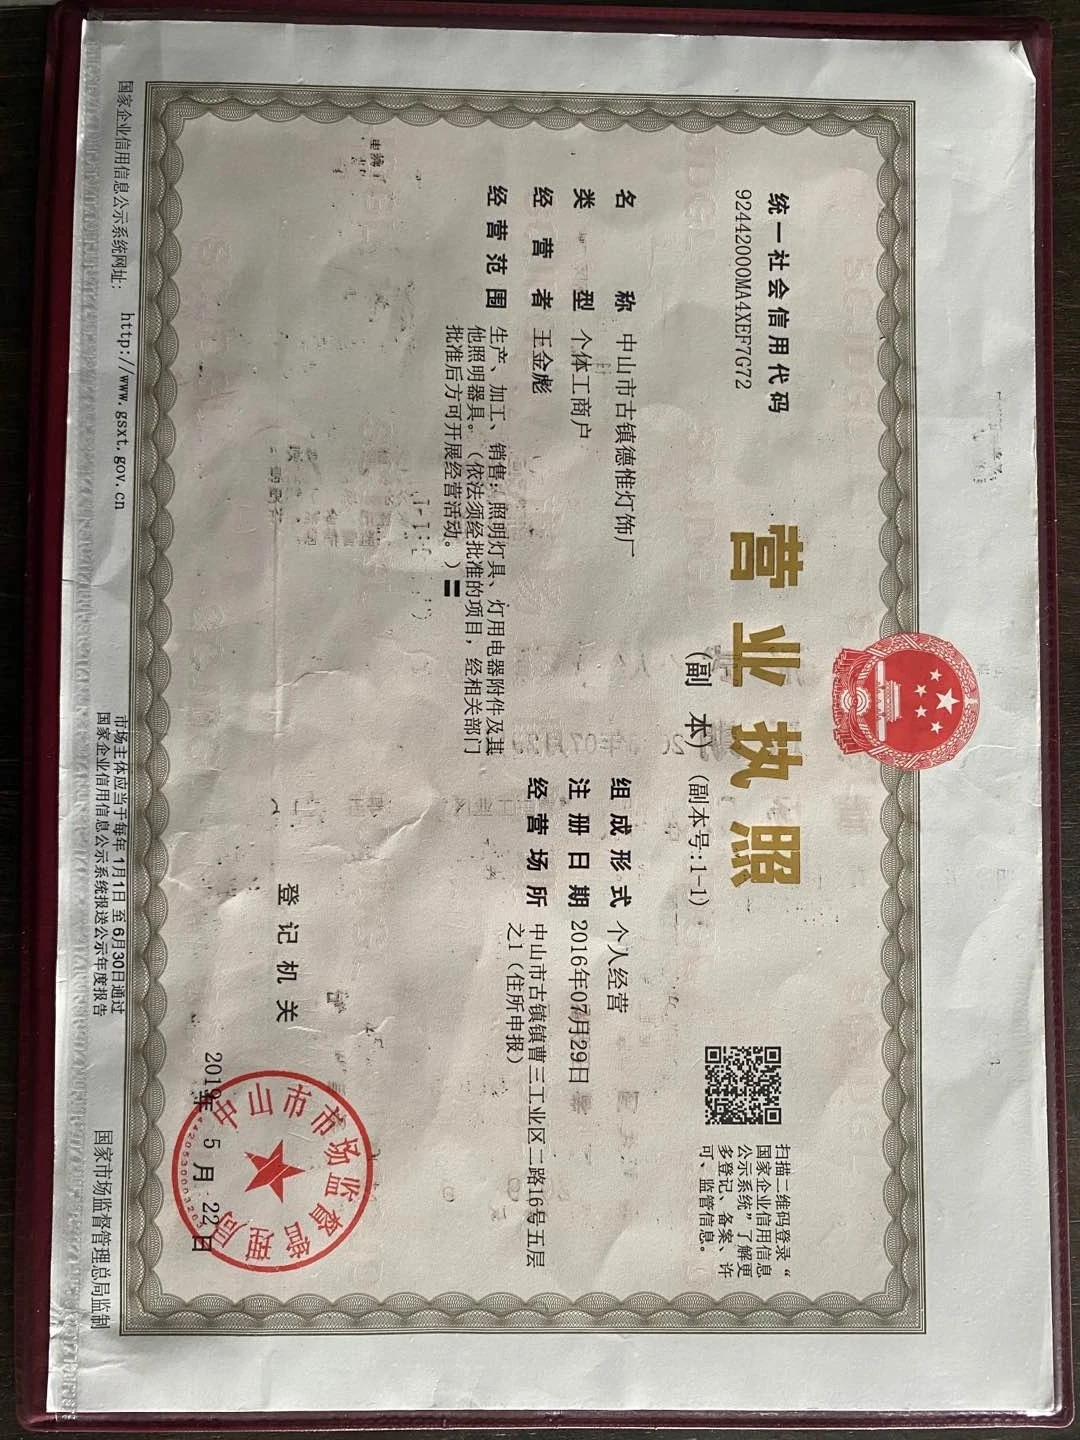 统一社会信用代码
92442000MA4XEF7G72
营业执照
(副 本)(副本号:1-1)
扫描二维码登录“
国家企业信用信息
公示系统”了解更
多登记、备案、许
可、监管信息。
名 称 中山市古镇德惟灯饰厂
类 型 个体工商户
经 营 者 王金彪
经 营 范 围 生产、加工、销售：照明灯具、灯用电器附件及其
他照明器具。（依法须经批准的项目，经相关部门
批准后方可开展经营活动。）
组 成 形 式 个人经营
注 册 日 期 2016年07月29日
经 营 场 所 中山市古镇镇曹三工业区二路16号五层
之1（住所申报）
登 记 机 关
中山市市场监督管理局
2019年 5 月 22 日
国家企业信用信息公示系统网址： http://www.gsxt.gov.cn
市场主体应当于每年1月1日 至 6月30日通过
国家企业信用信息公示系统报送公示年度报告
国家市场监督管理总局监制